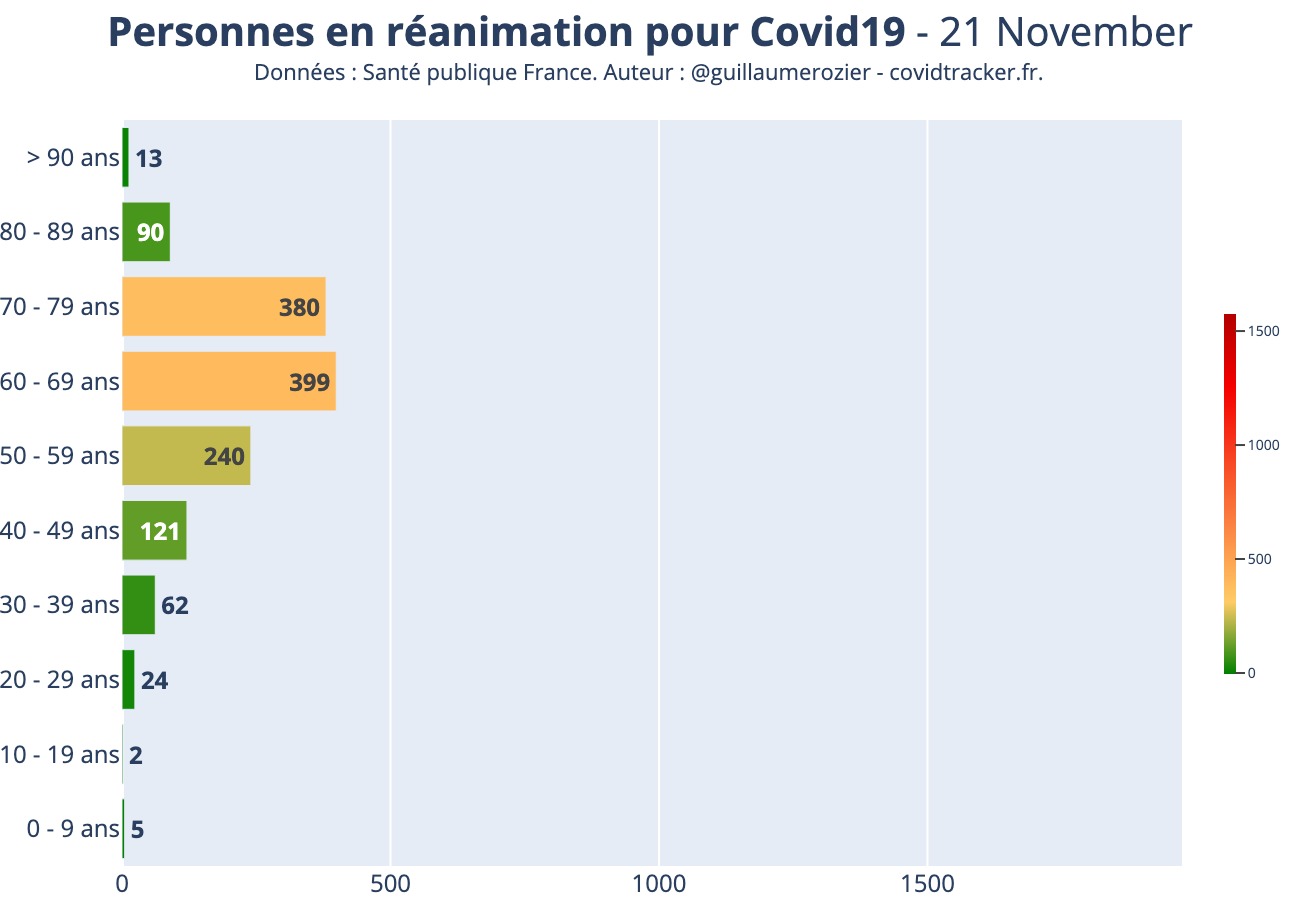 Personnes en réanimation pour Covid19 - 21 November
Données : Santé publique France. Auteur : @guillaumerozier - covidtracker.fr.
> 90 ans 13
80 - 89 ans 90
70 - 79 ans 380
60 - 69 ans 399
50 - 59 ans 240
40 - 49 ans 121
30 - 39 ans 62
20 - 29 ans 24
10 - 19 ans 2
0 - 9 ans 5
0 500 1000 1500
1500
1000
500
0